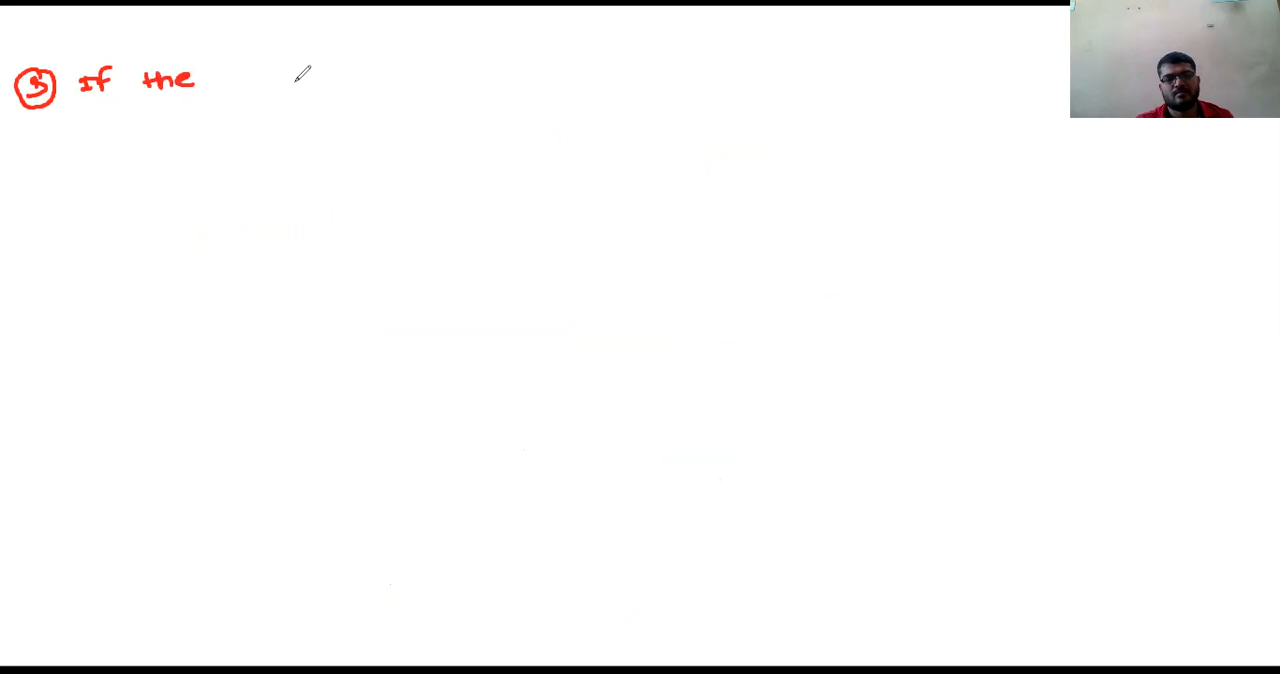 ③ If the